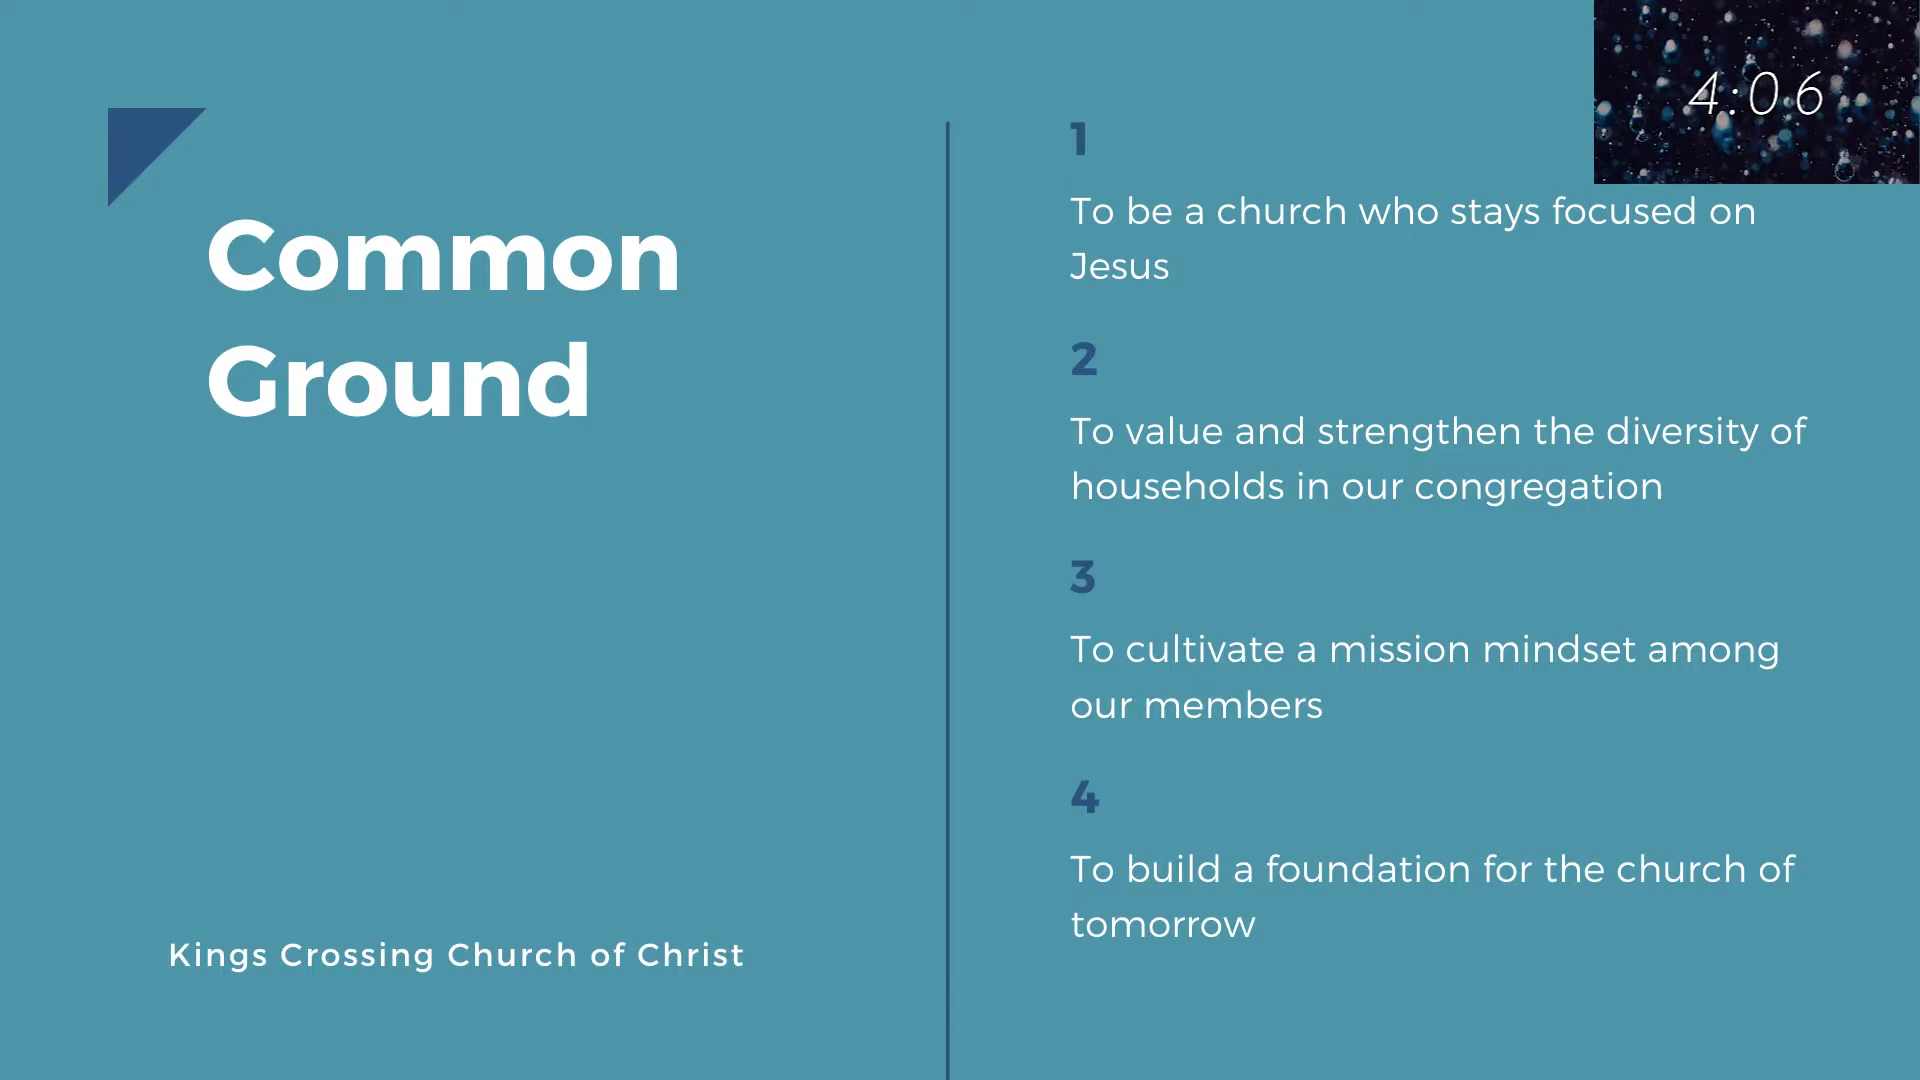 Common
Ground
Kings Crossing Church of Christ
4:06
1
To be a church who stays focused on
Jesus
2
To value and strengthen the diversity of
households in our congregation
3
To cultivate a mission mindset among
our members
4
To build a foundation for the church of
tomorrow